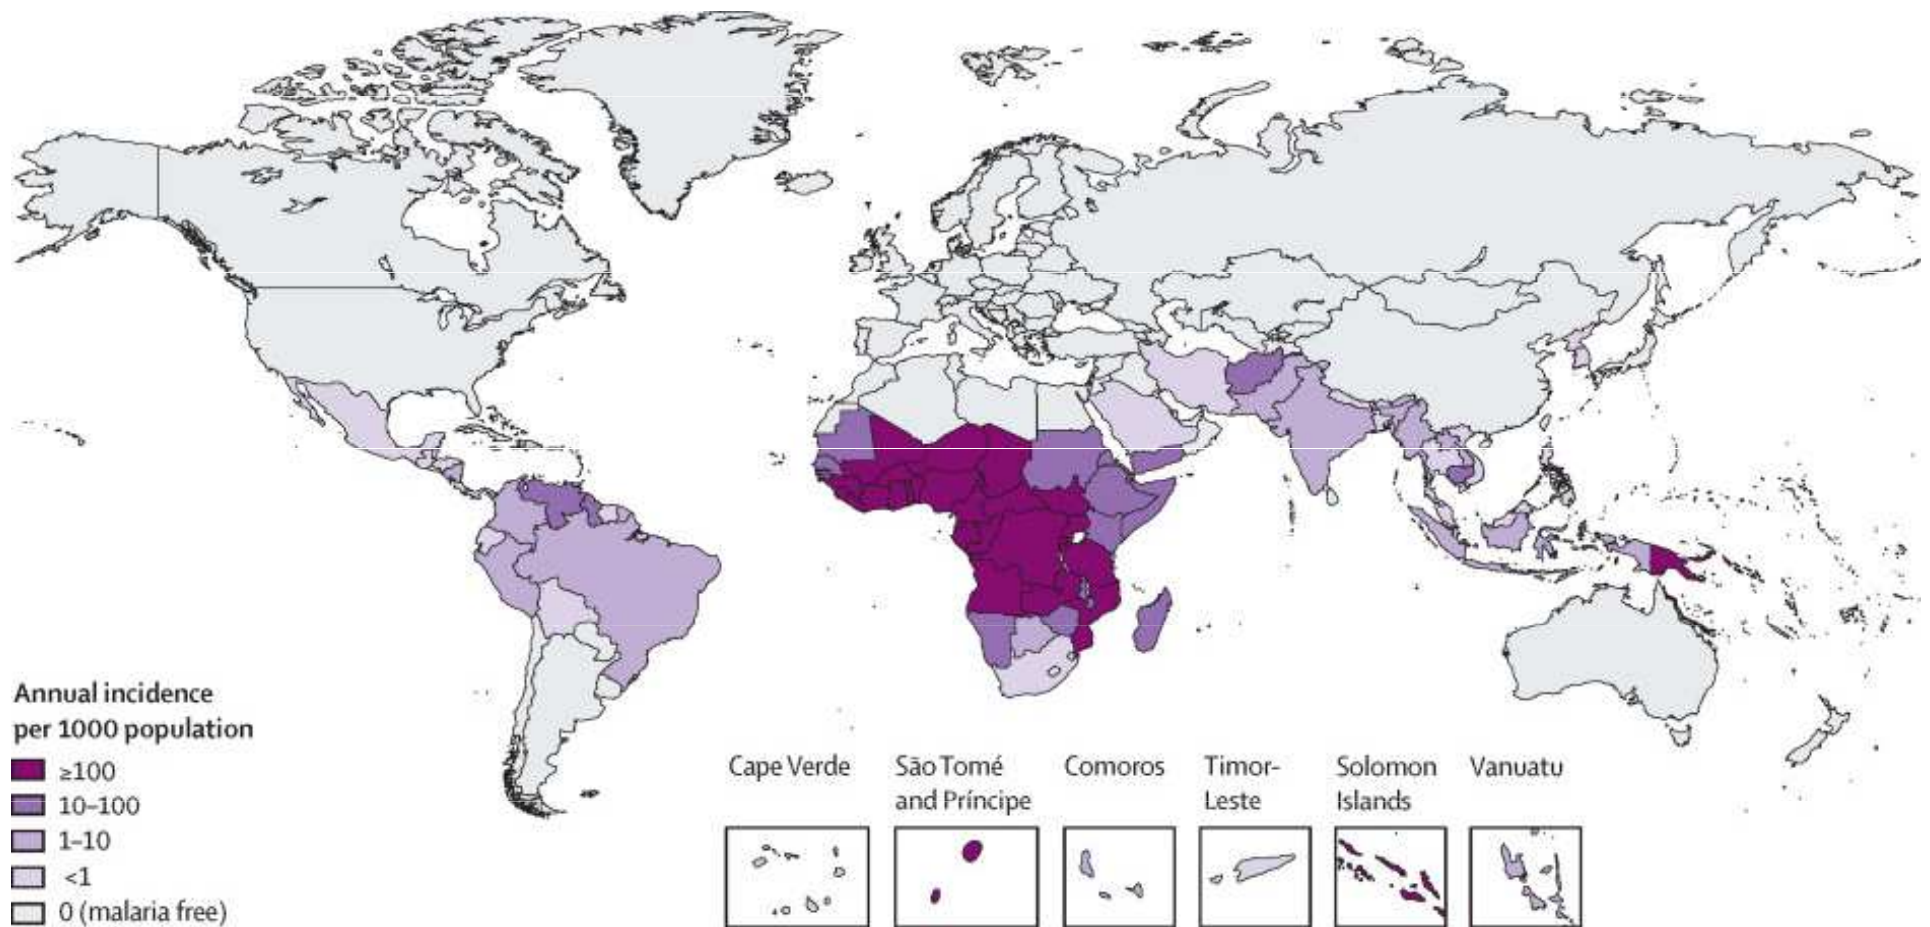 Annual incidence
per 1000 population
≥100
10–100
1–10
<1
0 (malaria free)
Cape Verde
São Tomé
and Príncipe
Comoros
Timor-
Leste
Solomon
Islands
Vanuatu